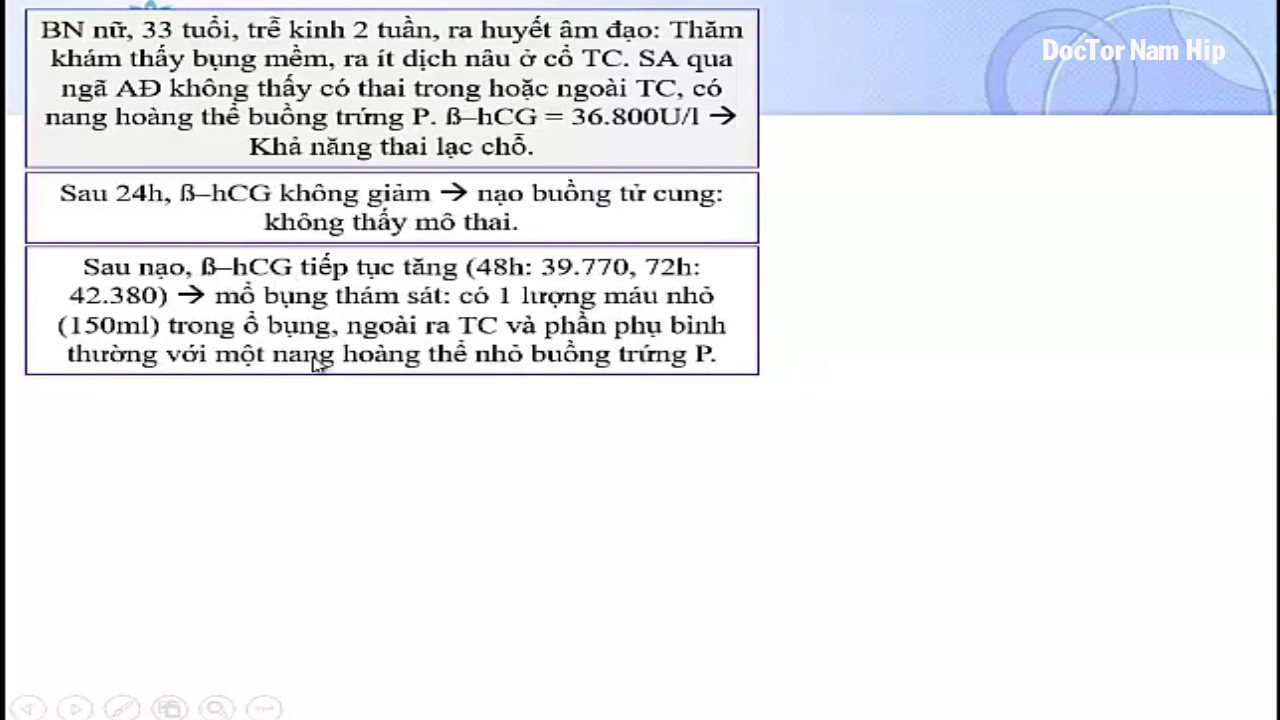 BN nữ, 33 tuổi, trễ kinh 2 tuần, ra huyết âm đạo: Thăm
khám thấy bụng mềm, ra ít dịch nâu ở cổ TC. SA qua
ngã AĐ không thấy có thai trong hoặc ngoài TC, có
nang hoàng thể buồng trứng P. ß–hCG = 36.800U/l →
Khả năng thai lạc chỗ.
Sau 24h, ß–hCG không giảm → nạo buồng tử cung:
không thấy mô thai.
Sau nạo, ß–hCG tiếp tục tăng (48h: 39.770, 72h:
42.380) → mổ bụng thám sát: có 1 lượng máu nhỏ
(150ml) trong ổ bụng, ngoài ra TC và phần phụ bình
thường với một nang hoàng thể nhỏ buồng trứng P.
DocTor Nam Hip